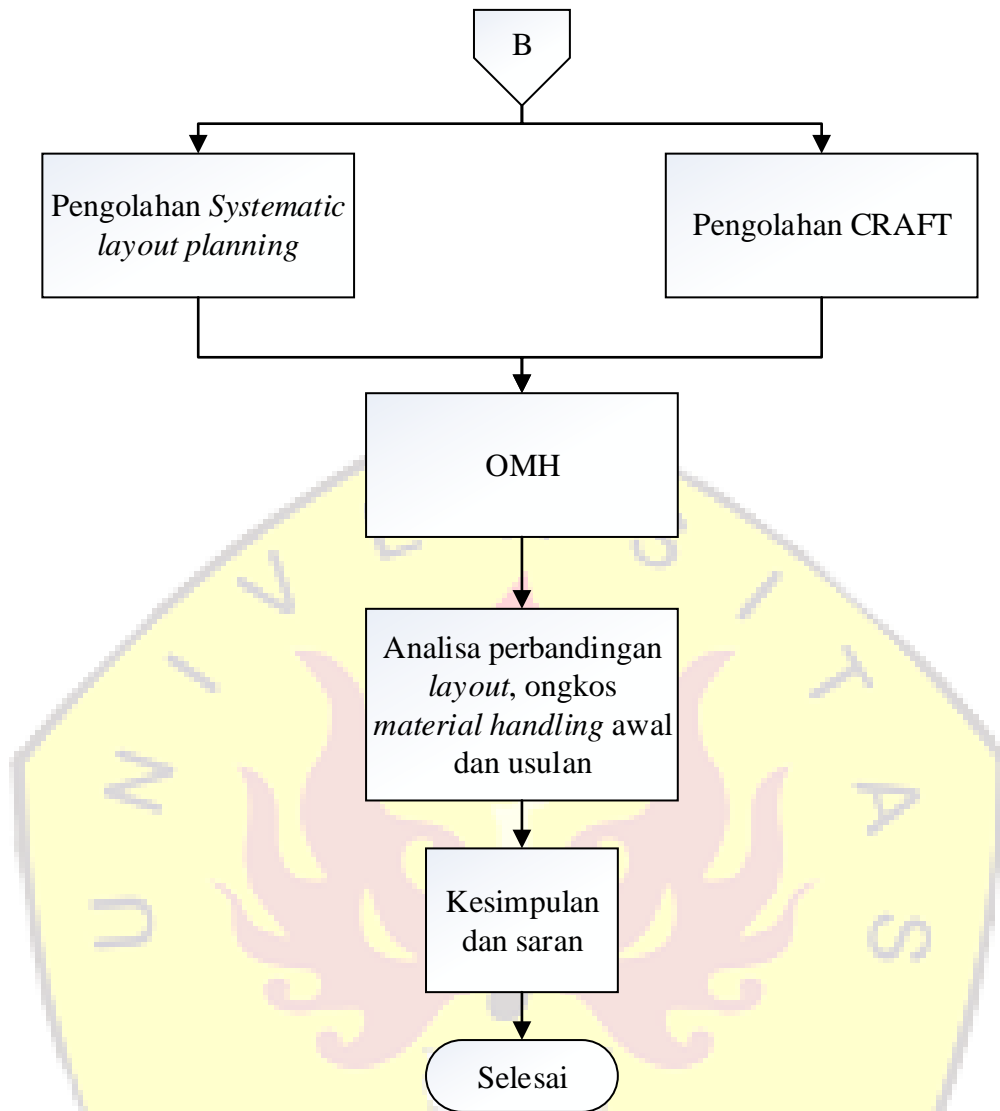 B
Pengolahan Systematic
layout planning
Pengolahan CRAFT
OMH
Analisa perbandingan
layout, ongkos
material handling awal
dan usulan
Kesimpulan
dan saran
Selesai